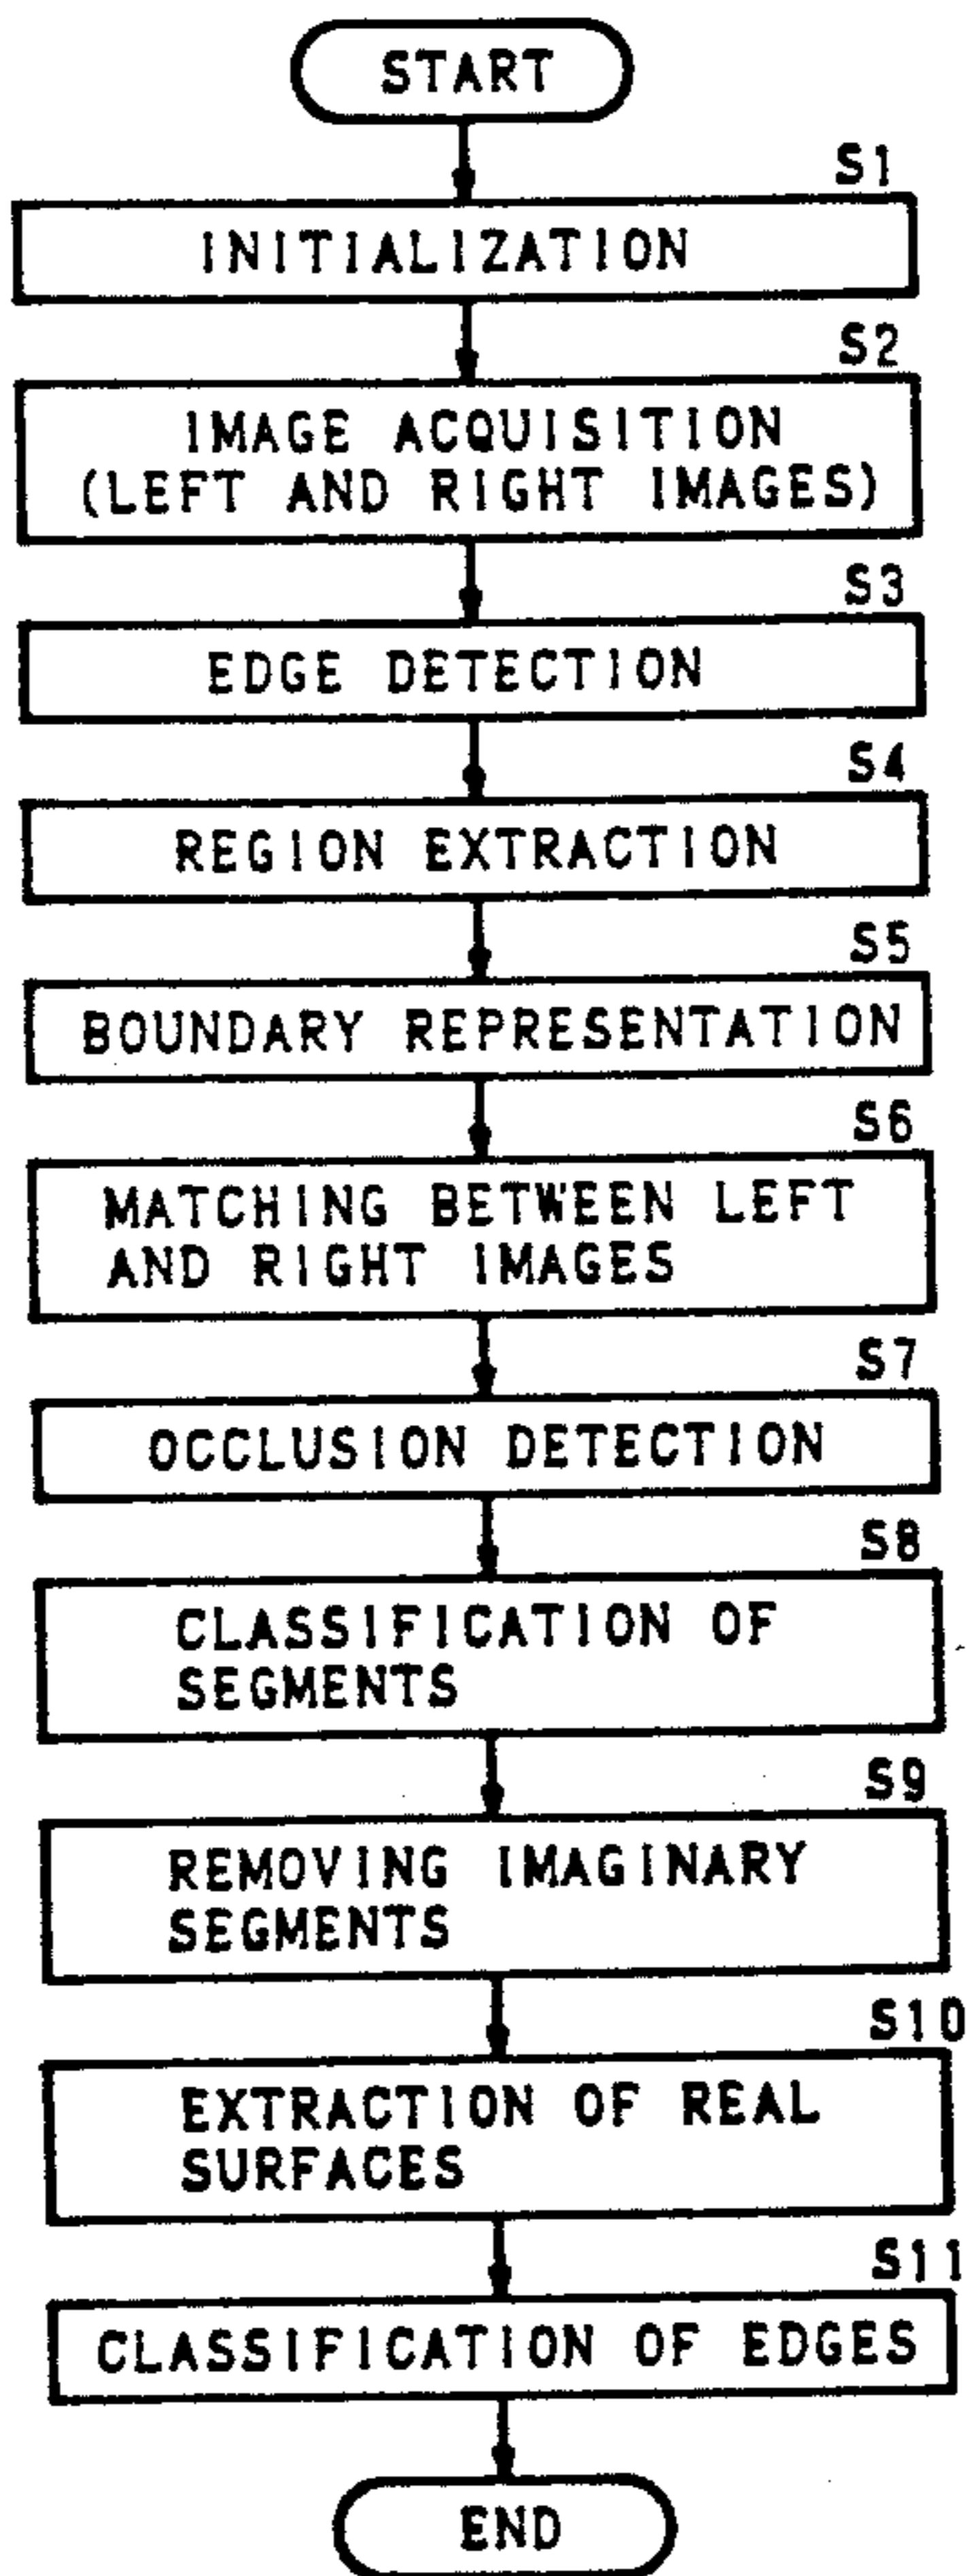 START
S1
INITIALIZATION
S2
IMAGE ACQUISITION
(LEFT AND RIGHT IMAGES)
S3
EDGE DETECTION
S4
REGION EXTRACTION
S5
BOUNDARY REPRESENTATION
S6
MATCHING BETWEEN LEFT
AND RIGHT IMAGES
S7
OCCLUSION DETECTION
S8
CLASSIFICATION OF
SEGMENTS
S9
REMOVING IMAGINARY
SEGMENTS
S10
EXTRACTION OF REAL
SURFACES
S11
CLASSIFICATION OF EDGES
END